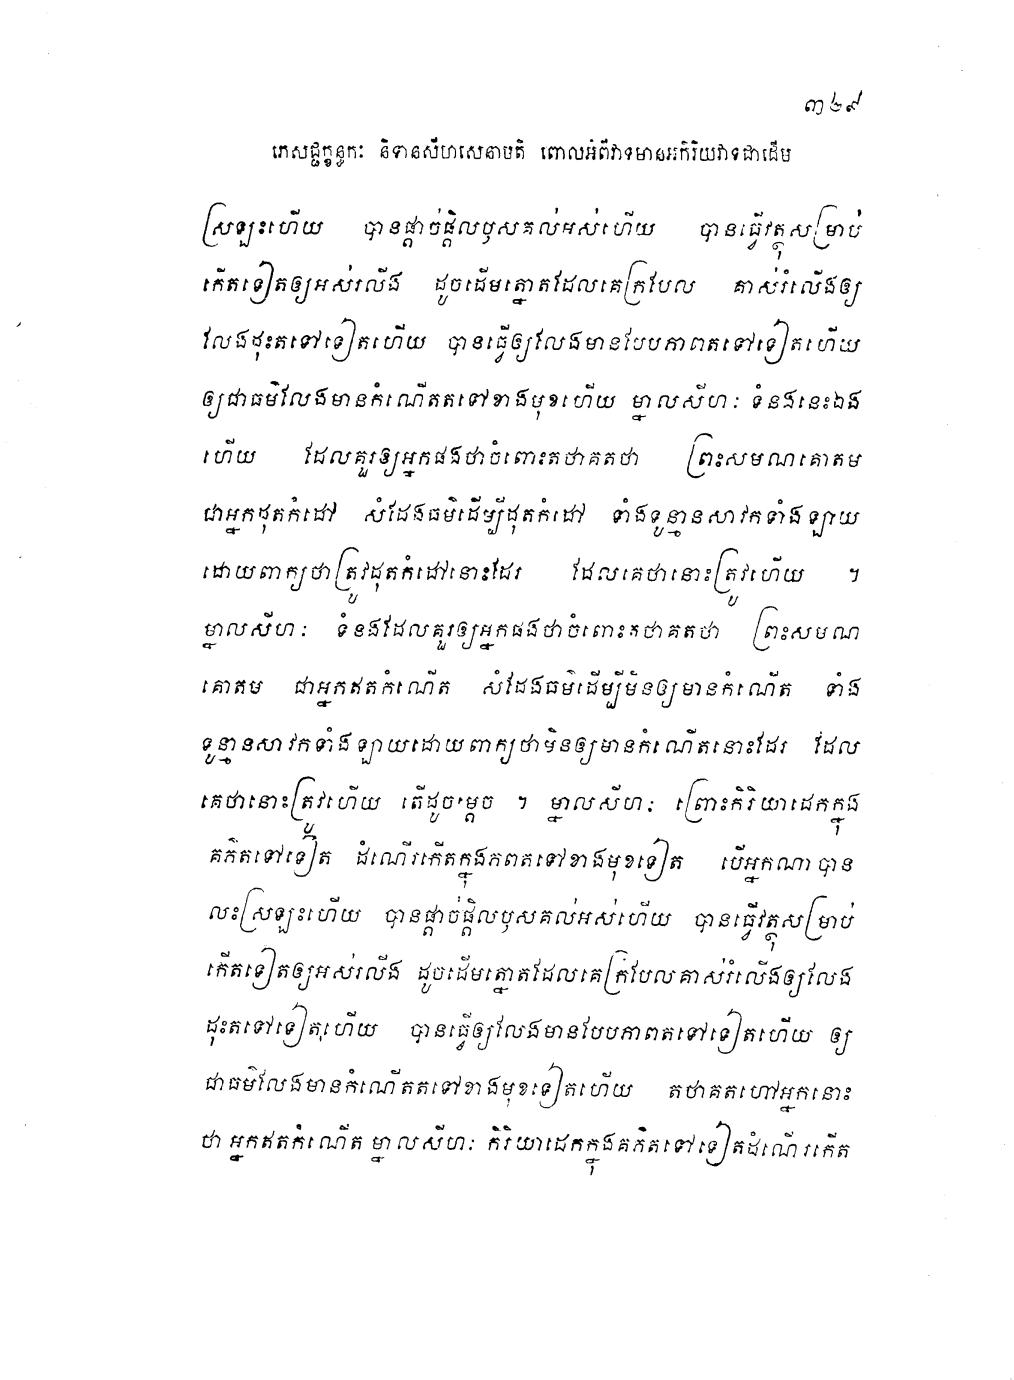 ៣៤៩
ភេសជ្ជក្ខន្ធកៈ និទានសីហសេនាបតី ពោលអំពីវាទមានអកិរិយវាទជាដើម
ស្រឡះហើយ បានផ្តាច់ផ្តិលឫសគល់អស់ហើយ បានធ្វើវត្ថុសម្រាប់
កើតទៀតឲ្យអស់រលីង ដូចដើមត្នោតដែលគេក្របែល គាស់រំលើងឲ្យ
លែងដុះតទៅទៀតហើយ បានធ្វើឲ្យលែងមានបែបភាពតទៅទៀតហើយ
ឲ្យជាធម៌លែងមានកំណើតតទៅខាងមុខហើយ ម្នាលសីហៈ ទំនងនេះឯង
ហើយ ដែលគួរឲ្យអ្នកផងថាចំពោះតថាគតថា ព្រះសមណគោតម
ជាអ្នកដុតកំដៅ សំដែងធម៌ដើម្បីដុតកំដៅ ទាំងទូន្មានសាវកទាំងឡាយ
ដោយពាក្យថាត្រូវដុតកំដៅនោះដែរ ដែលគេថានោះត្រូវហើយ ។
ម្នាលសីហៈ ទំនងដែលគួរឲ្យអ្នកផងថាចំពោះតថាគតថា ព្រះសមណ
គោតម ជាអ្នកឥតកំណើត សំដែងធម៌ដើម្បីមិនឲ្យមានកំណើត ទាំង
ទូន្មានសាវកទាំងឡាយដោយពាក្យថាមិនឲ្យមានកំណើតនោះដែរ ដែល
គេថានោះត្រូវហើយ តើដូចម្តេច ។ ម្នាលសីហៈ ព្រោះកិរិយាដេកក្នុង
គភ៌តទៅទៀត ដំណើរកើតក្នុងភពតទៅខាងមុខទៀត បើអ្នកណាបាន
លះស្រឡះហើយ បានផ្តាច់ផ្តិលឫសគល់អស់ហើយ បានធ្វើវត្ថុសម្រាប់
កើតទៀតឲ្យអស់រលីង ដូចដើមត្នោតដែលគេក្របែលគាស់រំលើងឲ្យលែង
ដុះតទៅទៀតហើយ បានធ្វើឲ្យលែងមានបែបភាពតទៅទៀតហើយ ឲ្យ
ជាធម៌លែងមានកំណើតតទៅខាងមុខទៀតហើយ តថាគតហៅអ្នកនោះ
ថា អ្នកឥតកំណើត ម្នាលសីហៈ កិរិយាដេកក្នុងគភ៌តទៅទៀតដំណើរកើត